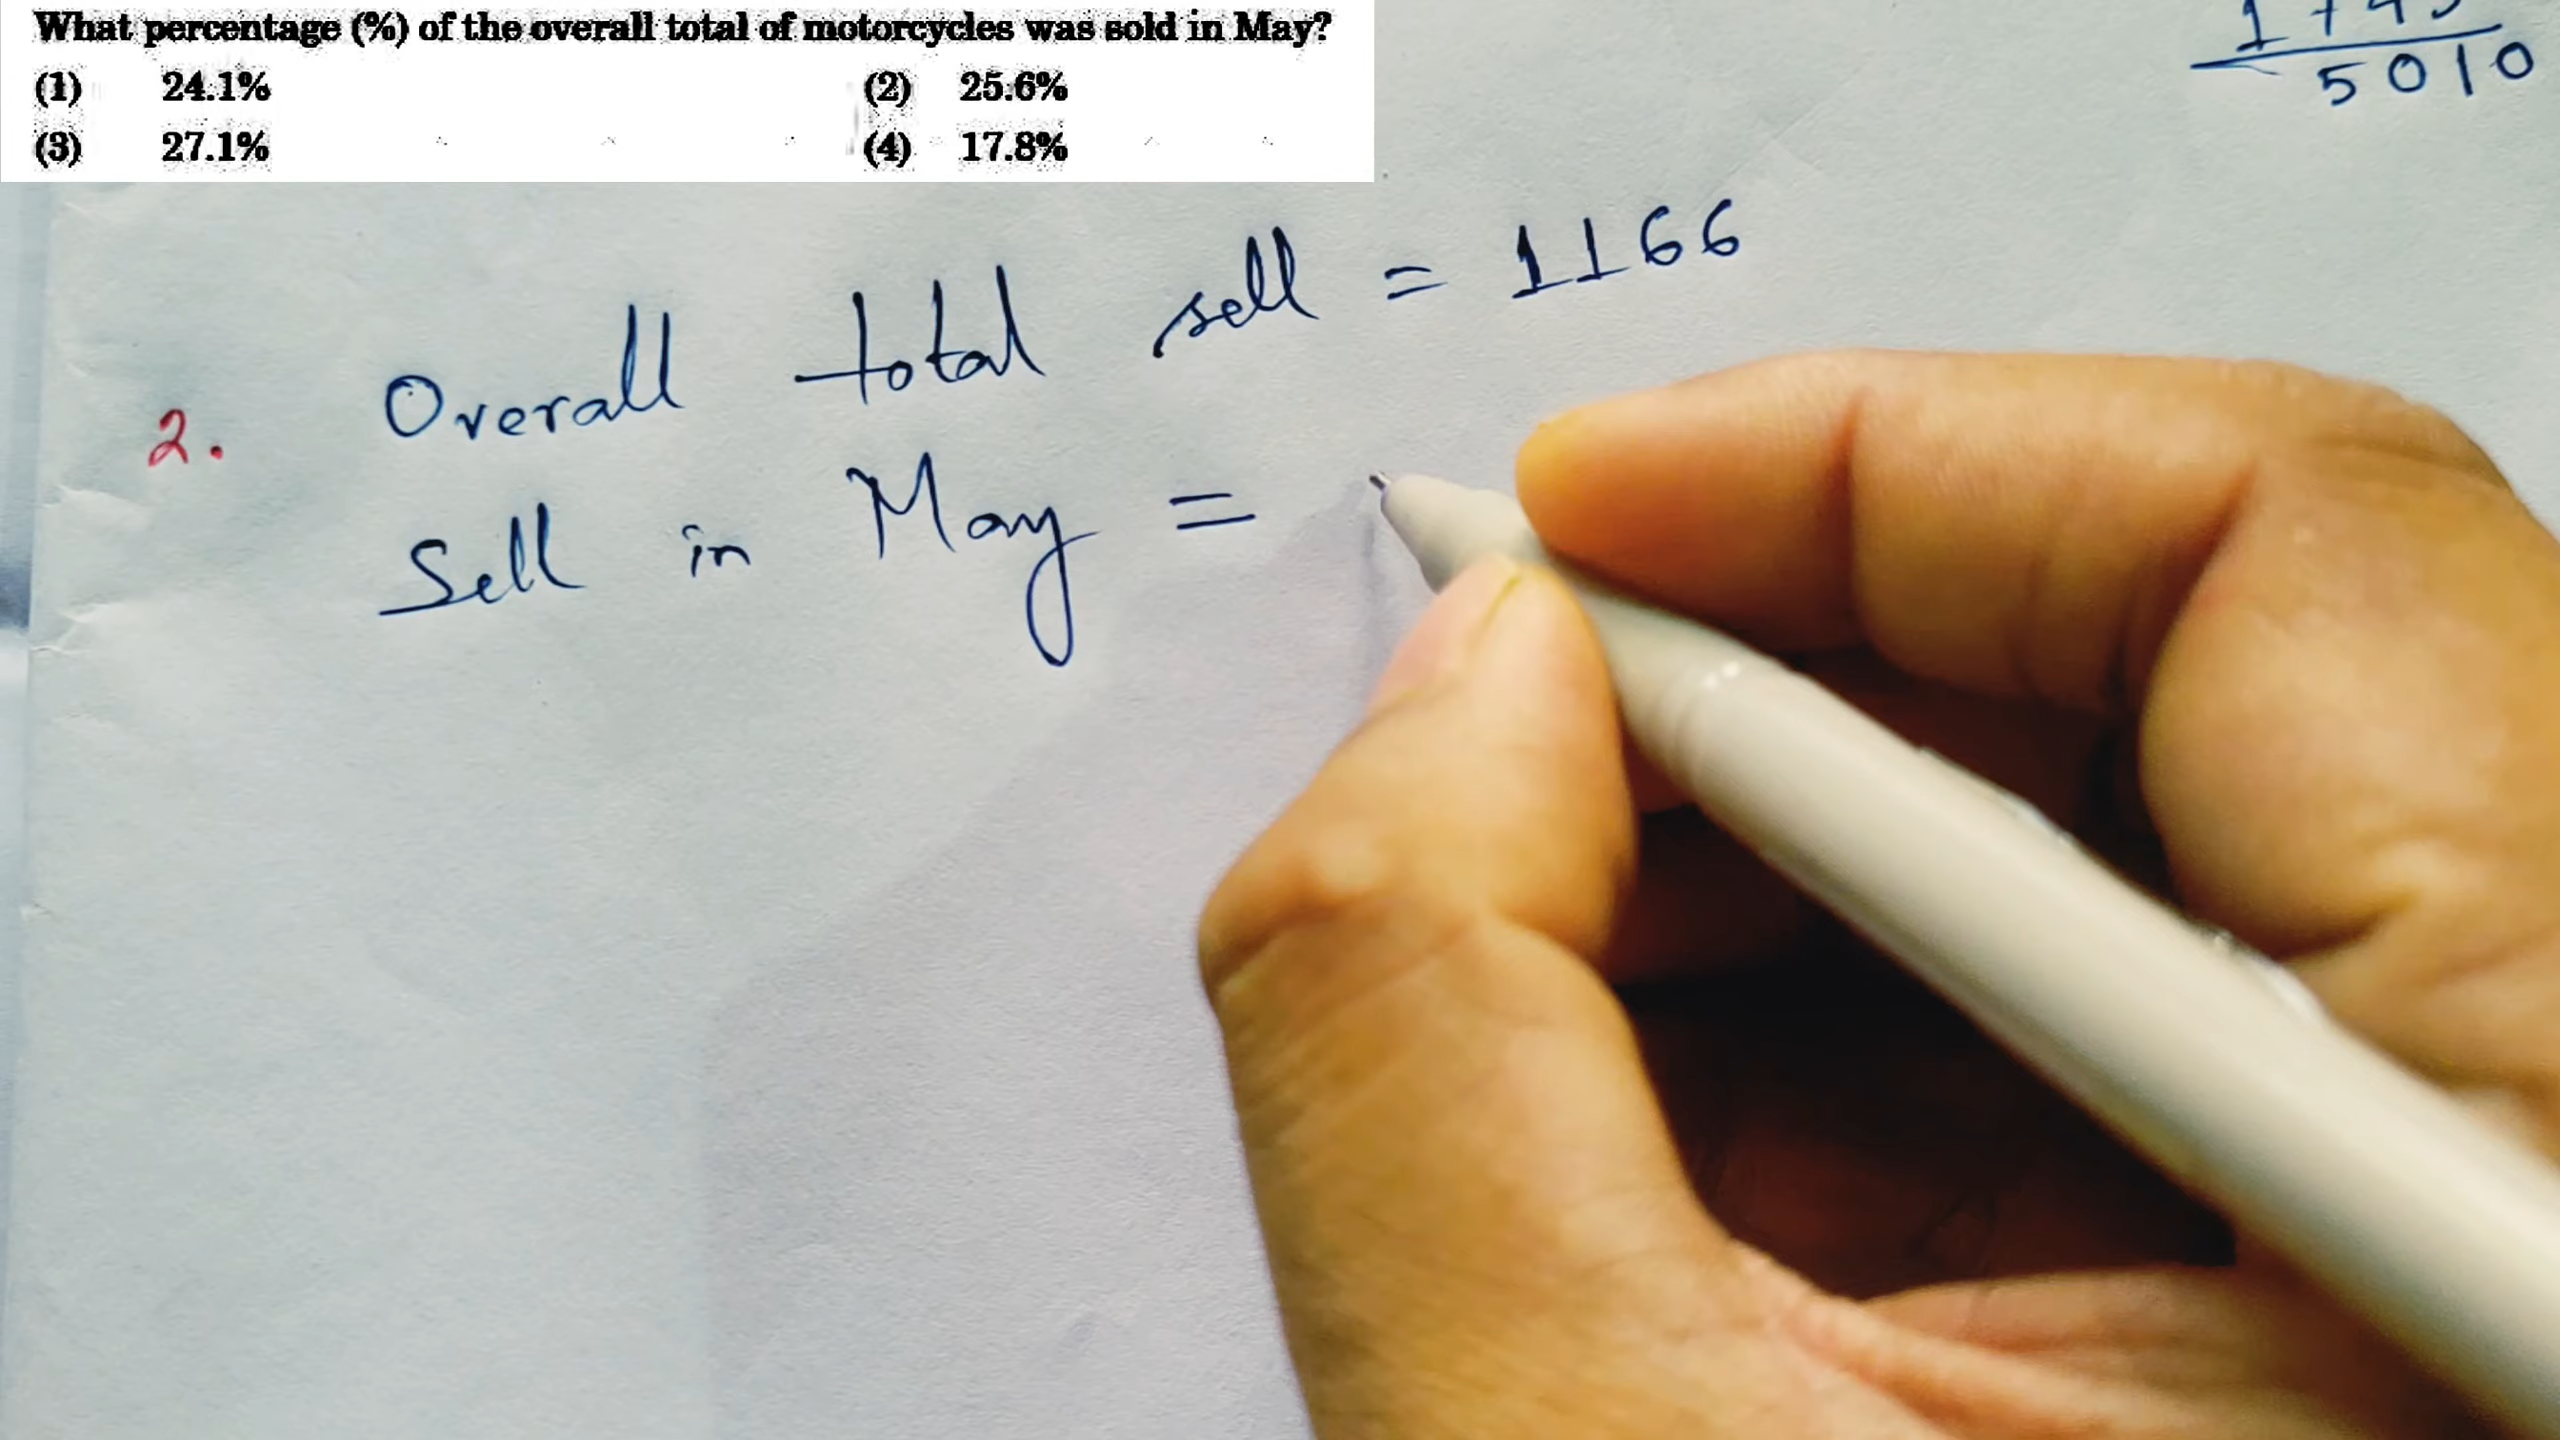 What percentage (%) of the overall total of motorcycles was sold in May?
(1) 24.1% (2) 25.6%
(3) 27.1% (4) 17.8%
5010
2. Overall total sell = 1166
Sell in May =